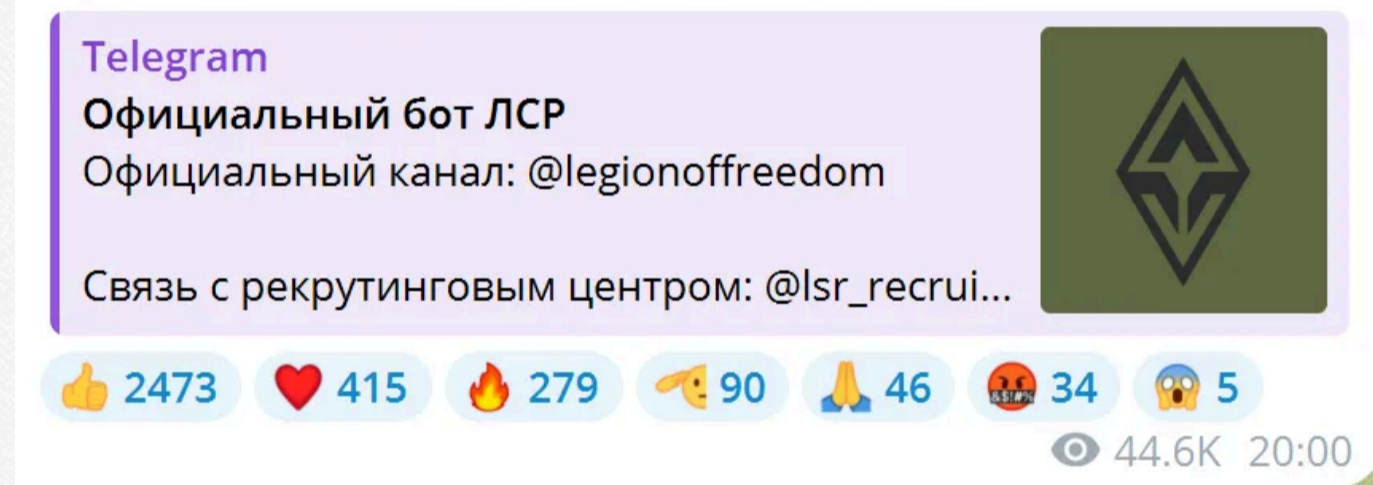 Telegram
Официальный бот ЛСР
Официальный канал: @legionoffreedom
Связь с рекрутинговым центром: @lsr_recrui...
2473 415 279 90 46 34 5
44.6K 20:00